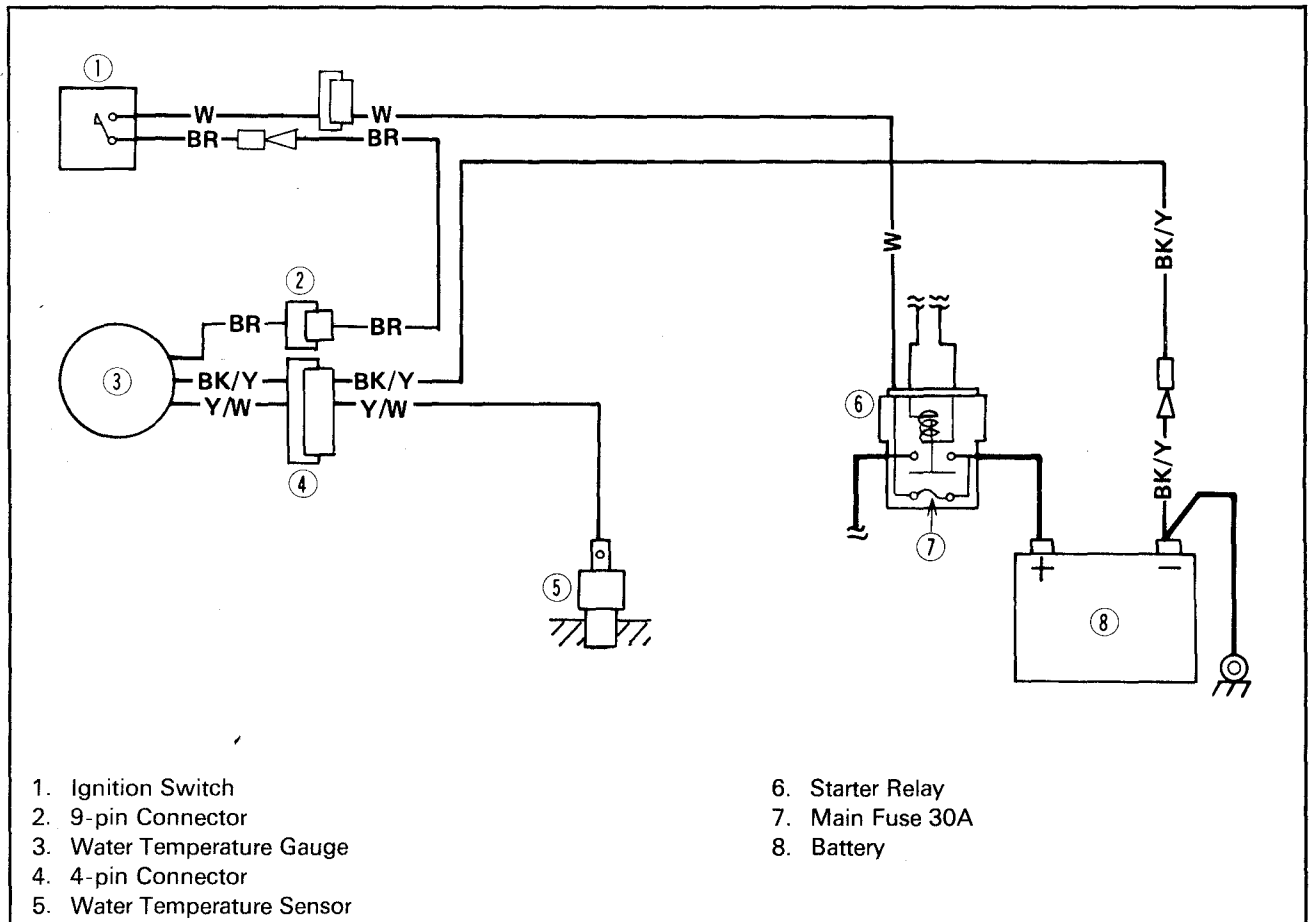 1
W
W
BR
BR
W
BK/Y
2
BR
BR
3
BK/Y
BK/Y
Y/W
Y/W
4
6
BK/Y
7
5
+
−
8
1. Ignition Switch
2. 9-pin Connector
3. Water Temperature Gauge
4. 4-pin Connector
5. Water Temperature Sensor
6. Starter Relay
7. Main Fuse 30A
8. Battery